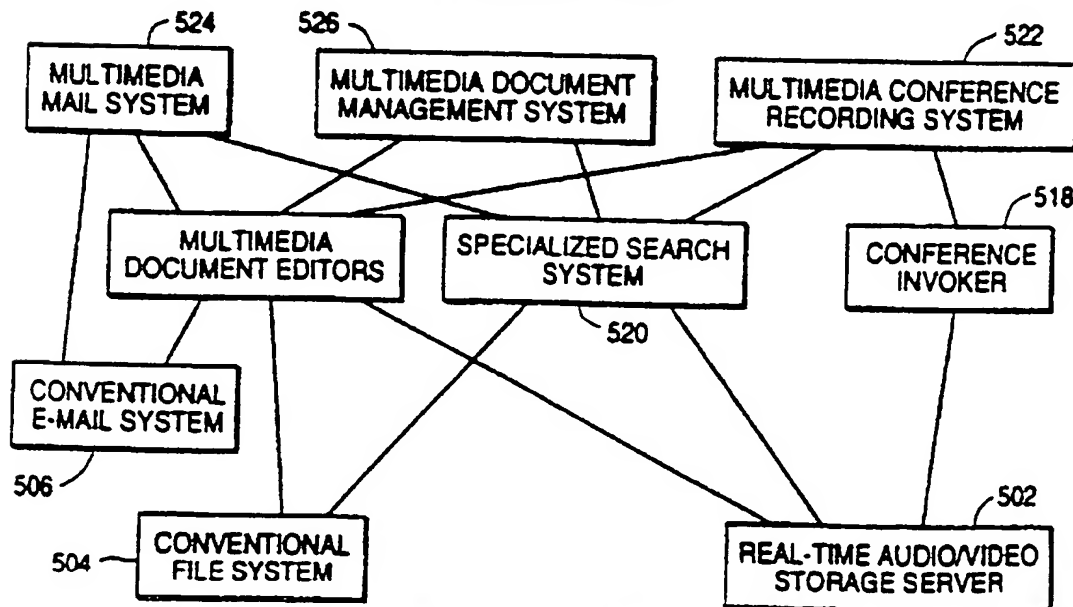 524
526
522
MULTIMEDIA
MAIL SYSTEM
MULTIMEDIA DOCUMENT
MANAGEMENT SYSTEM
MULTIMEDIA CONFERENCE
RECORDING SYSTEM
518
MULTIMEDIA
DOCUMENT EDITORS
SPECIALIZED SEARCH
SYSTEM
CONFERENCE
INVOKER
520
CONVENTIONAL
E-MAIL SYSTEM
506
502
504
CONVENTIONAL
FILE SYSTEM
REAL-TIME AUDIO/VIDEO
STORAGE SERVER